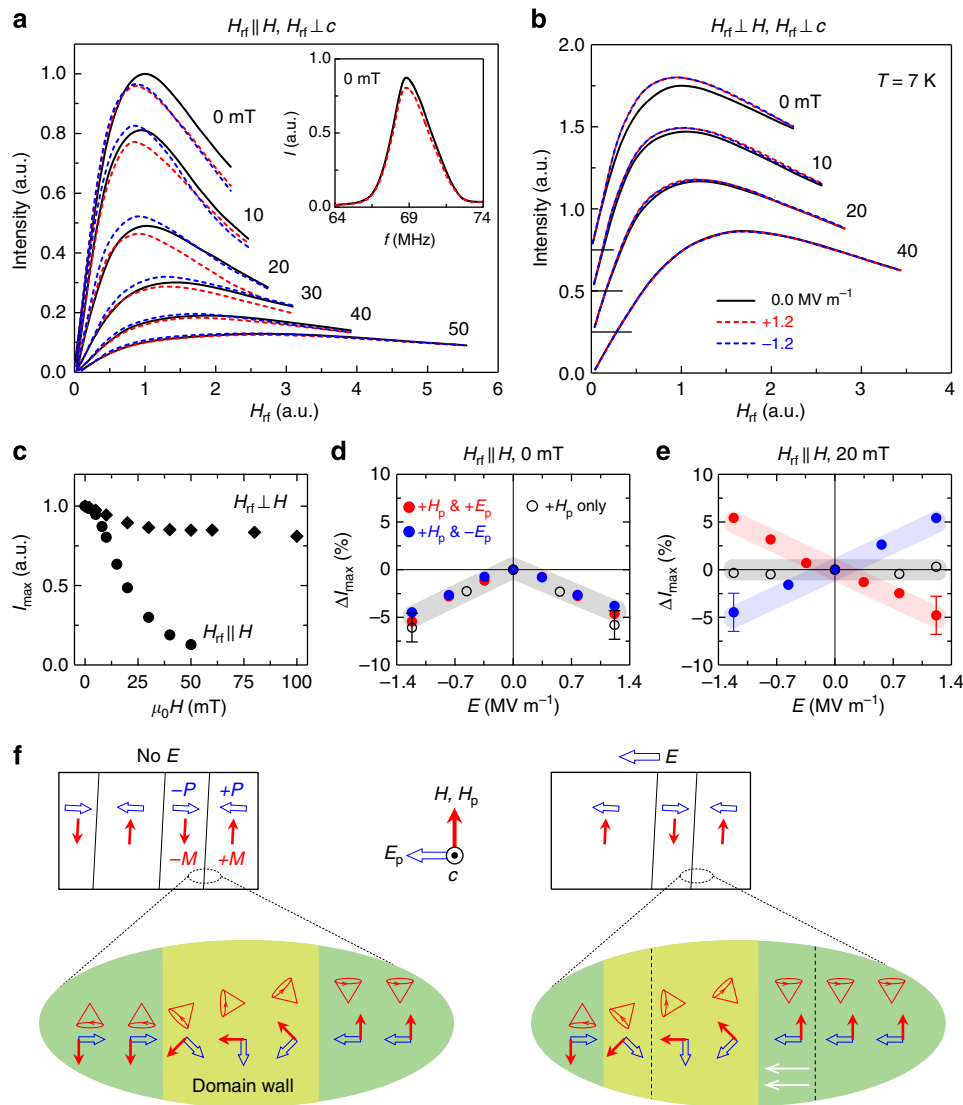 a
H_rf ∥ H, H_rf ⊥ c
Intensity (a.u.)
1.0
0.8
0.6
0.4
0.2
0.0
0 1 2 3 4 5 6
H_rf (a.u.)
0 mT
10
20
30
40
50
0 mT
I (a.u.)
1.0
0.5
0.0
64 69 74
f (MHz)
b
H_rf ⊥ H, H_rf ⊥ c
T = 7 K
Intensity (a.u.)
2.0
1.5
1.0
0.5
0.0
0 1 2 3 4
H_rf (a.u.)
0 mT
10
20
40
0.0 MV m⁻¹
+1.2
−1.2
c
I_max (a.u.)
1.0
0.5
0.0
0 20 40 60 80 100
μ₀H (mT)
H_rf ⊥ H
H_rf ∥ H
d
H_rf ∥ H, 0 mT
+H_p & +E_p
+H_p & −E_p
+H_p only
ΔI_max (%)
10
5
0
−5
−10
−1.4 −0.7 0.0 0.7 1.4
E (MV m⁻¹)
e
H_rf ∥ H, 20 mT
ΔI_max (%)
10
5
0
−5
−10
−1.4 −0.7 0.0 0.7 1.4
E (MV m⁻¹)
f
No E
−P +P
−M +M
H, H_p
E_p
c
E
Domain wall